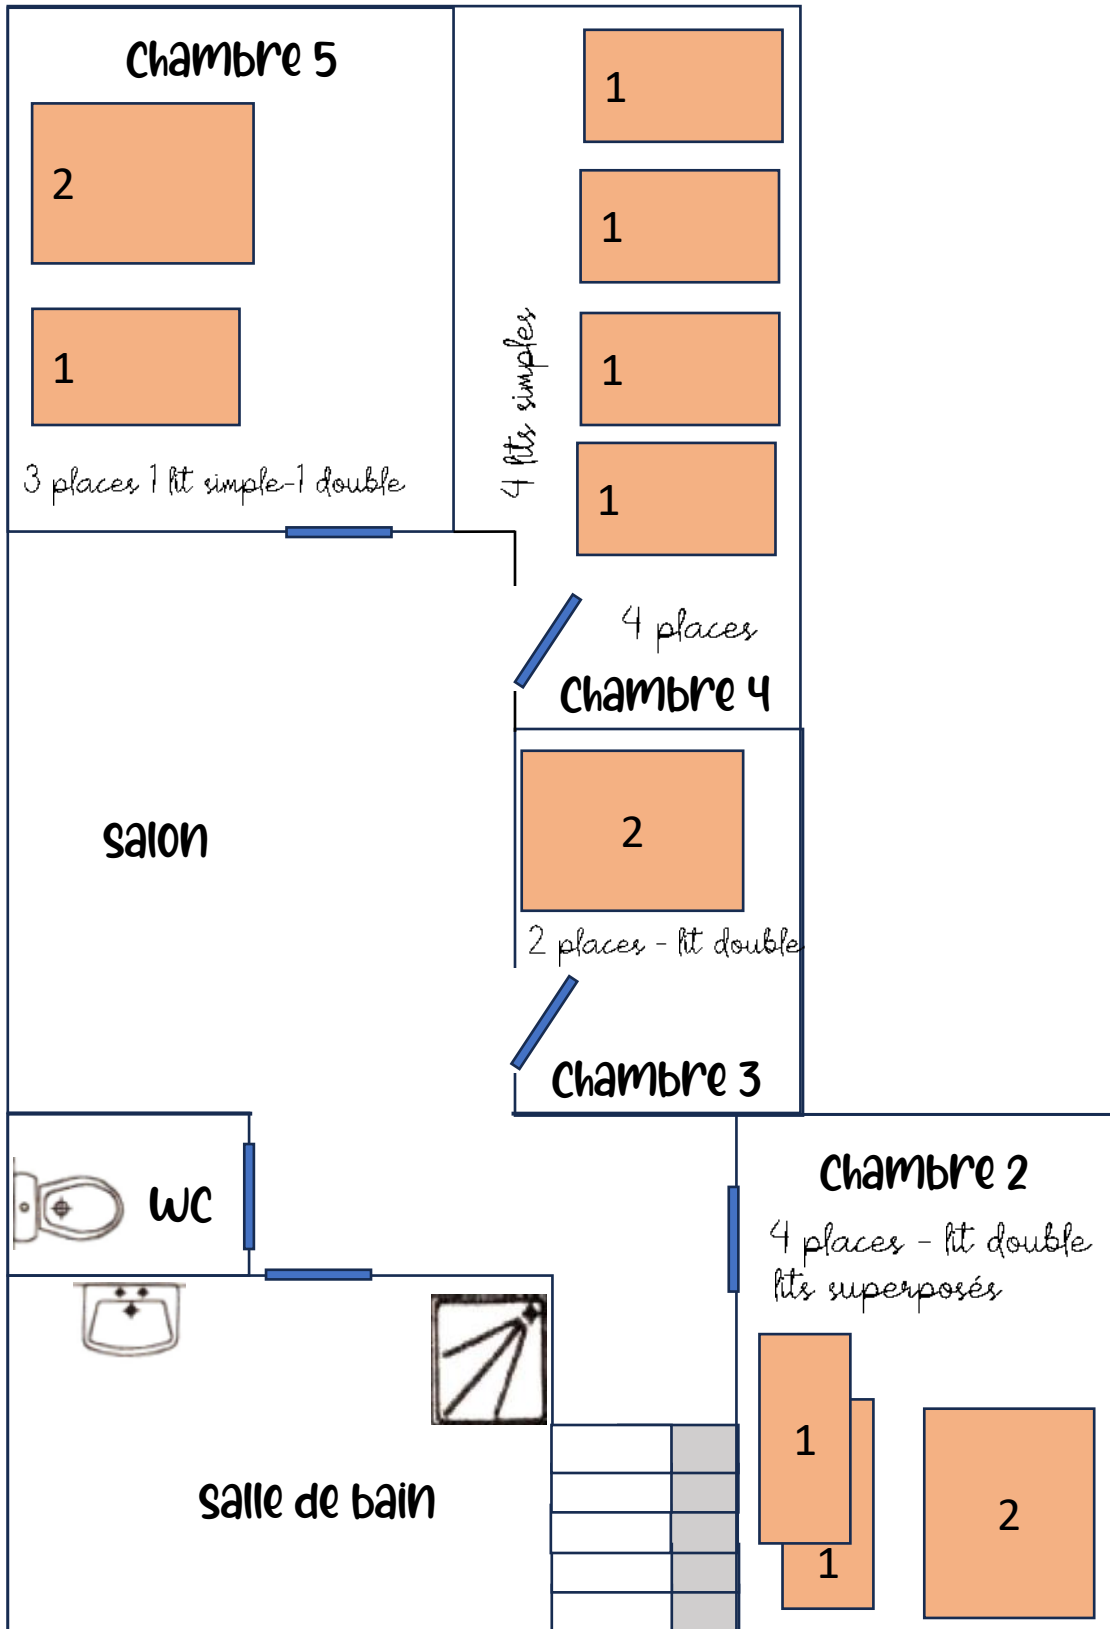 Chambre 5
2
1
3 places 1 lit simple-1 double
1
1
1
1
4 lits simples
4 places
Chambre 4
salon
2
2 places - lit double
Chambre 3
WC
Chambre 2
4 places - lit double
lits superposés
1
1
2
salle de bain